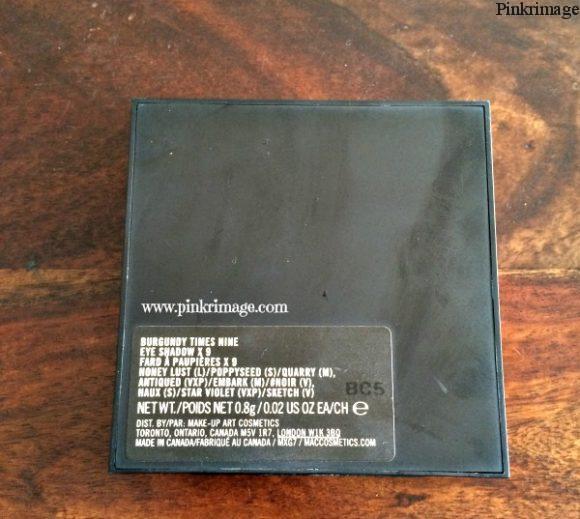 Pinkrimage
www.pinkrimage.com
BURGUNDY TIMES NINE
EYE SHADOW X 9
FARD À PAUPIÈRES X 9
HONEY LUST (L)/POPPYSEED (S)/QUARRY (M),
ANTIQUED (VXP)/EMBARK (M)/#NOIR (V),
HAUX (S)/STAR VIOLET (VXP)/SKETCH (V)
BC5
NET WT./POIDS NET 0.8g/0.02 US OZ EA/CH ℮
DIST. BY/PAR: MAKE-UP ART COSMETICS
TORONTO, ONTARIO, CANADA M5V 1R7, LONDON W1K 3BQ
MADE IN CANADA/FABRIQUÉ AU CANADA / MXG7 / MACCOSMETICS.COM